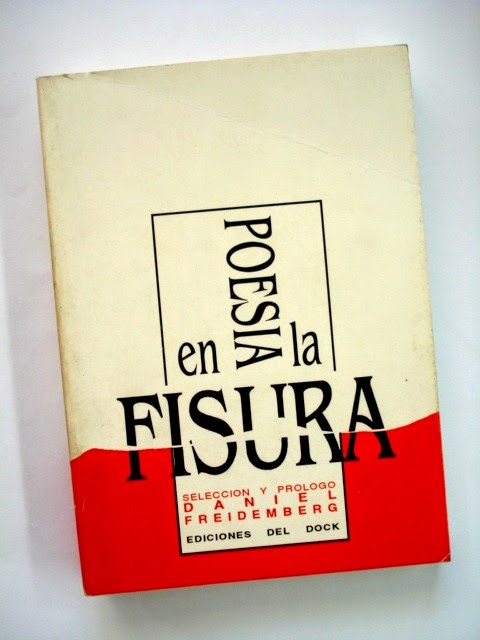 POESIA
en la
FISURA
SELECCION Y PROLOGO
DANIEL
FREIDEMBERG
EDICIONES DEL DOCK